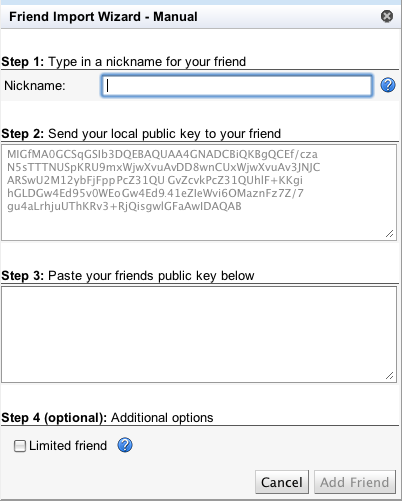 Friend Import Wizard - Manual
Step 1: Type in a nickname for your friend
Nickname:
Step 2: Send your local public key to your friend
MIGfMA0GCSqGSIb3DQEBAQUAA4GNADCBiQKBgQCEf/cza
N5sTTTNUSpKRU9mxWjwXvuAvDD8wnCUxWjwXvuAv3JNJC
ARSwU2M12ybFjFppPcZ31QU GvZcvkPcZ31QUhlF+KKgi
hGLDGw4Ed95v0WEoGw4Ed9.41eZIeWvi6OMaznFz7Z/7
gu4aLrhjuUThKRv3+RjQisgwlGFaAwIDAQAB
Step 3: Paste your friends public key below
Step 4 (optional): Additional options
Limited friend
Cancel Add Friend